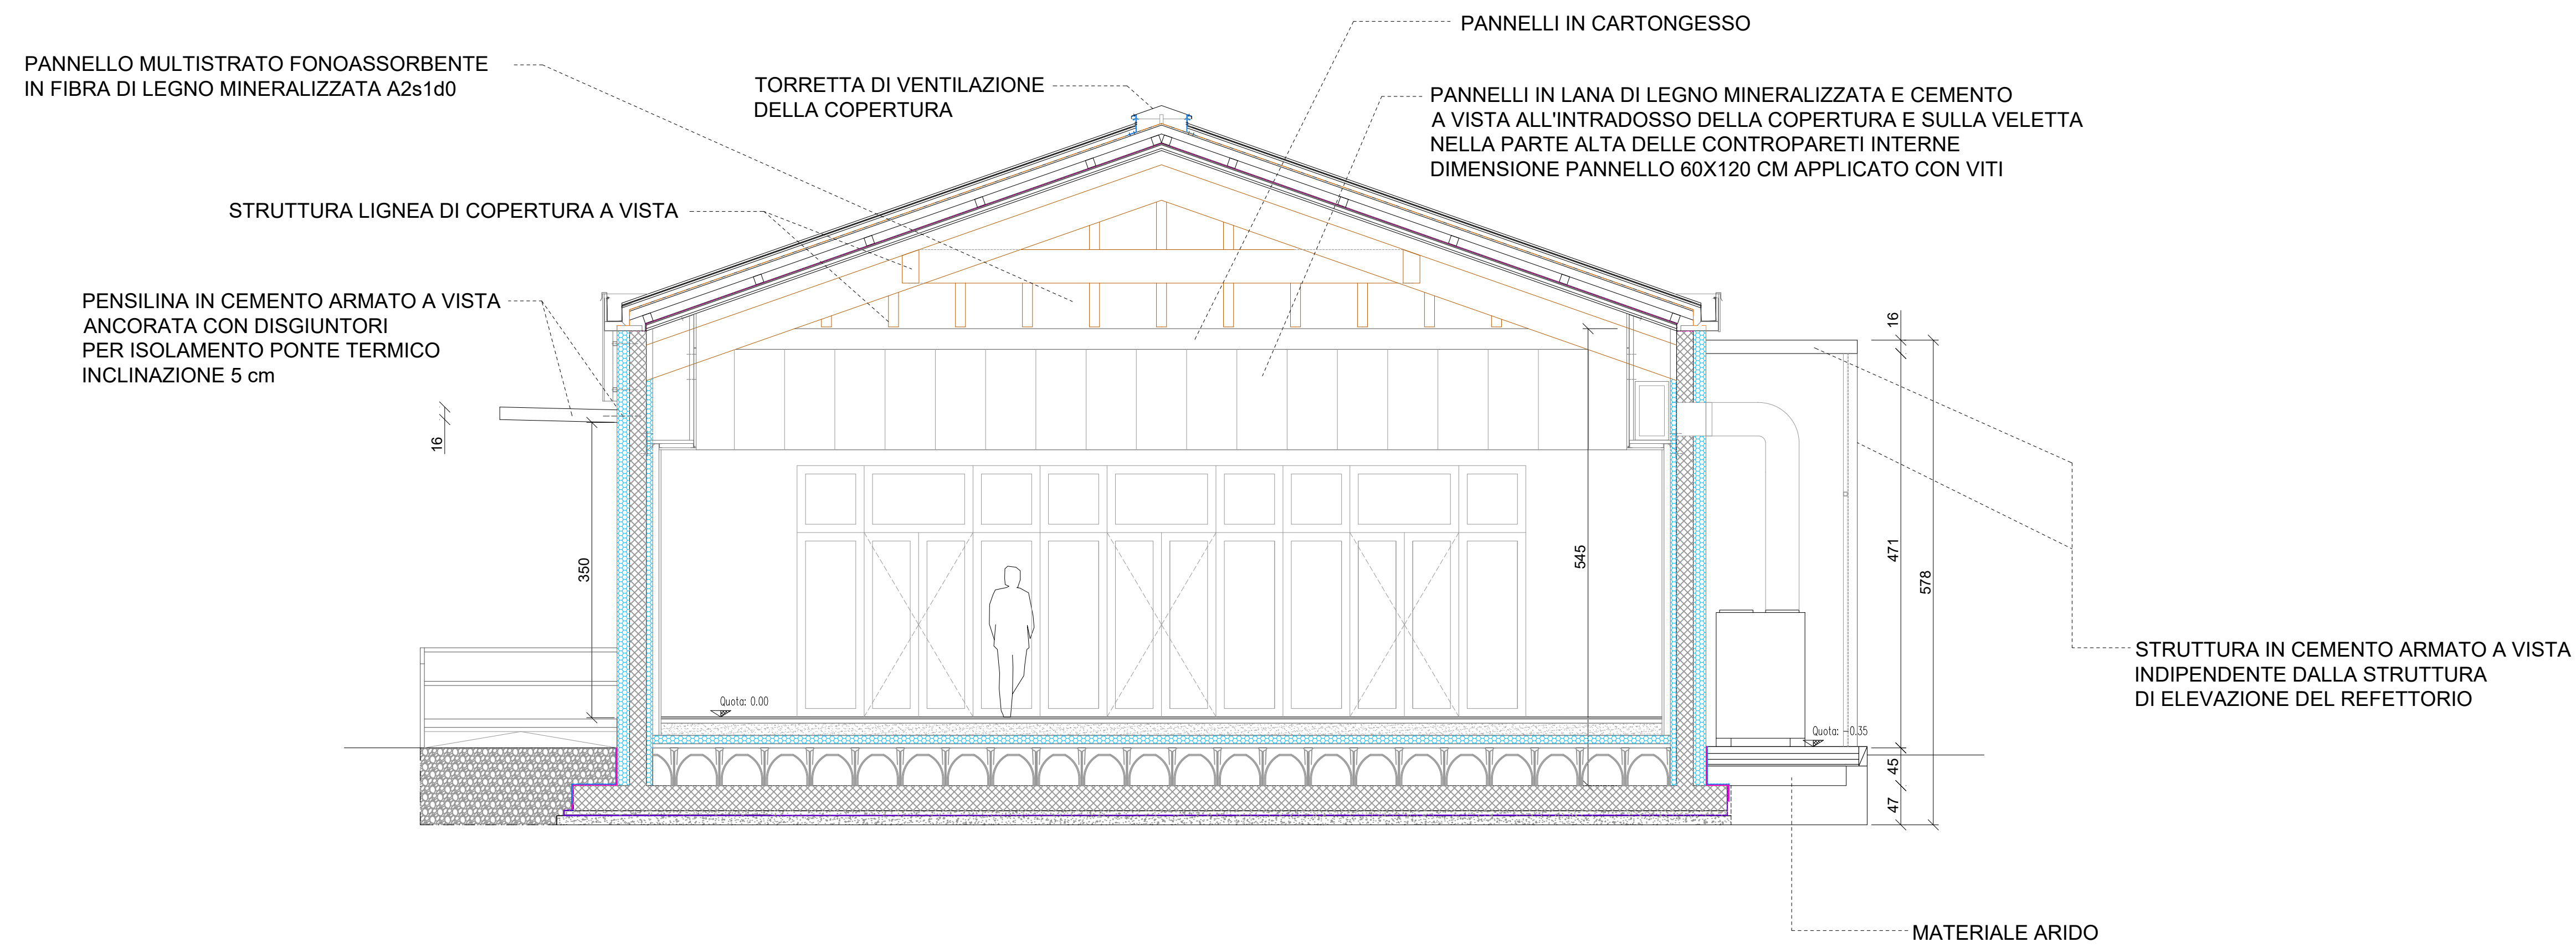 PANNELLI IN CARTONGESSO
PANNELLO MULTISTRATO FONOASSORBENTE
IN FIBRA DI LEGNO MINERALIZZATA A2s1d0
TORRETTA DI VENTILAZIONE
DELLA COPERTURA
PANNELLI IN LANA DI LEGNO MINERALIZZATA E CEMENTO
A VISTA ALL'INTRADOSSO DELLA COPERTURA E SULLA VELETTA
NELLA PARTE ALTA DELLE CONTROPARETI INTERNE
DIMENSIONE PANNELLO 60X120 CM APPLICATO CON VITI
STRUTTURA LIGNEA DI COPERTURA A VISTA
PENSILINA IN CEMENTO ARMATO A VISTA
ANCORATA CON DISGIUNTORI
PER ISOLAMENTO PONTE TERMICO
INCLINAZIONE 5 cm
16
16
350
545
471
578
STRUTTURA IN CEMENTO ARMATO A VISTA
INDIPENDENTE DALLA STRUTTURA
DI ELEVAZIONE DEL REFETTORIO
Quota: 0.00
Quota: -0.35
45
47
MATERIALE ARIDO